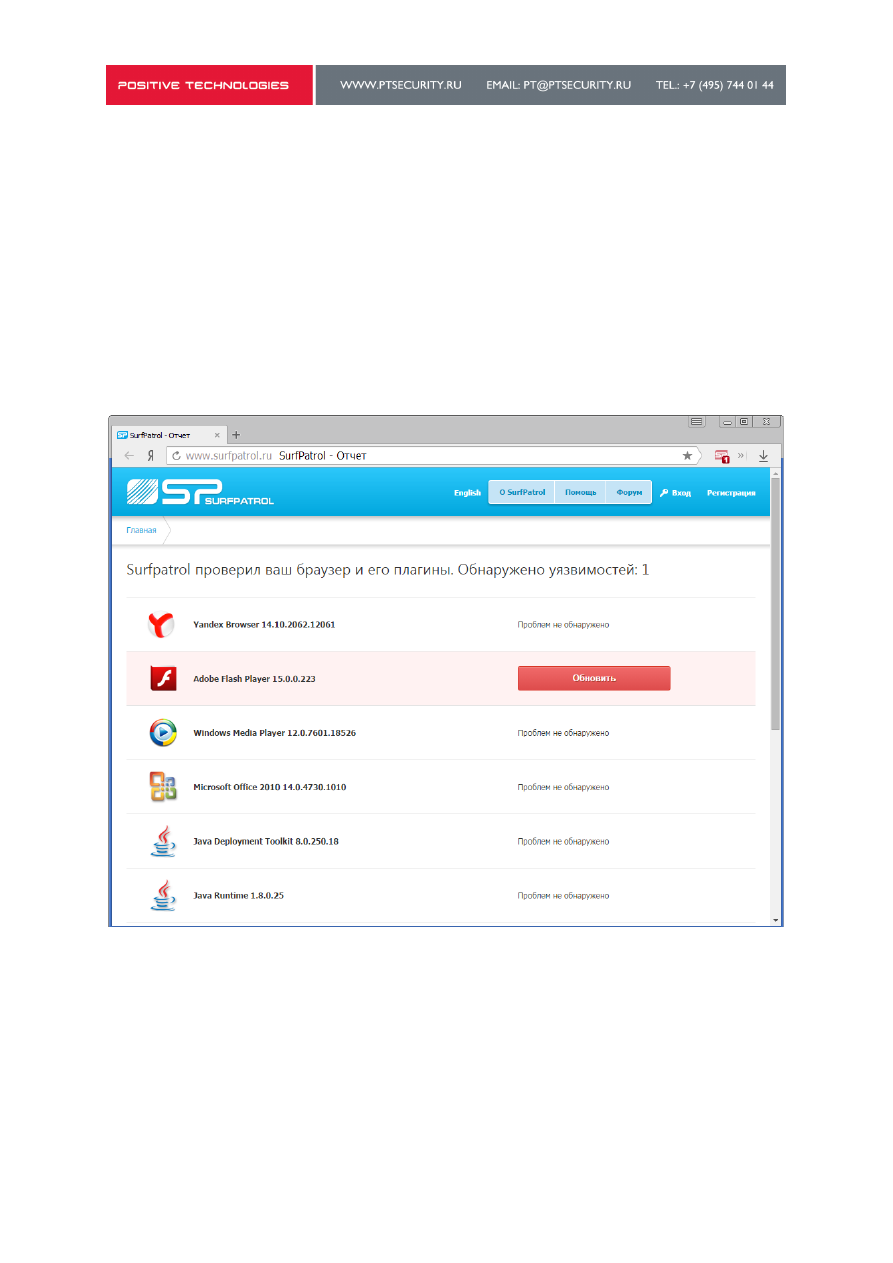 POSITIVE TECHNOLOGIES WWW.PTSECURITY.RU EMAIL: PT@PTSECURITY.RU TEL.: +7 (495) 744 01 44
SP SurfPatrol - Отчет × +
Я www.surfpatrol.ru SurfPatrol - Отчет 1
SP SURFPATROL English О SurfPatrol Помощь Форум Вход Регистрация
Главная
Surfpatrol проверил ваш браузер и его плагины. Обнаружено уязвимостей: 1
Yandex Browser 14.10.2062.12061 Проблем не обнаружено
Adobe Flash Player 15.0.0.223 Обновить
Windows Media Player 12.0.7601.18526 Проблем не обнаружено
Microsoft Office 2010 14.0.4730.1010 Проблем не обнаружено
Java Deployment Toolkit 8.0.250.18 Проблем не обнаружено
Java Runtime 1.8.0.25 Проблем не обнаружено